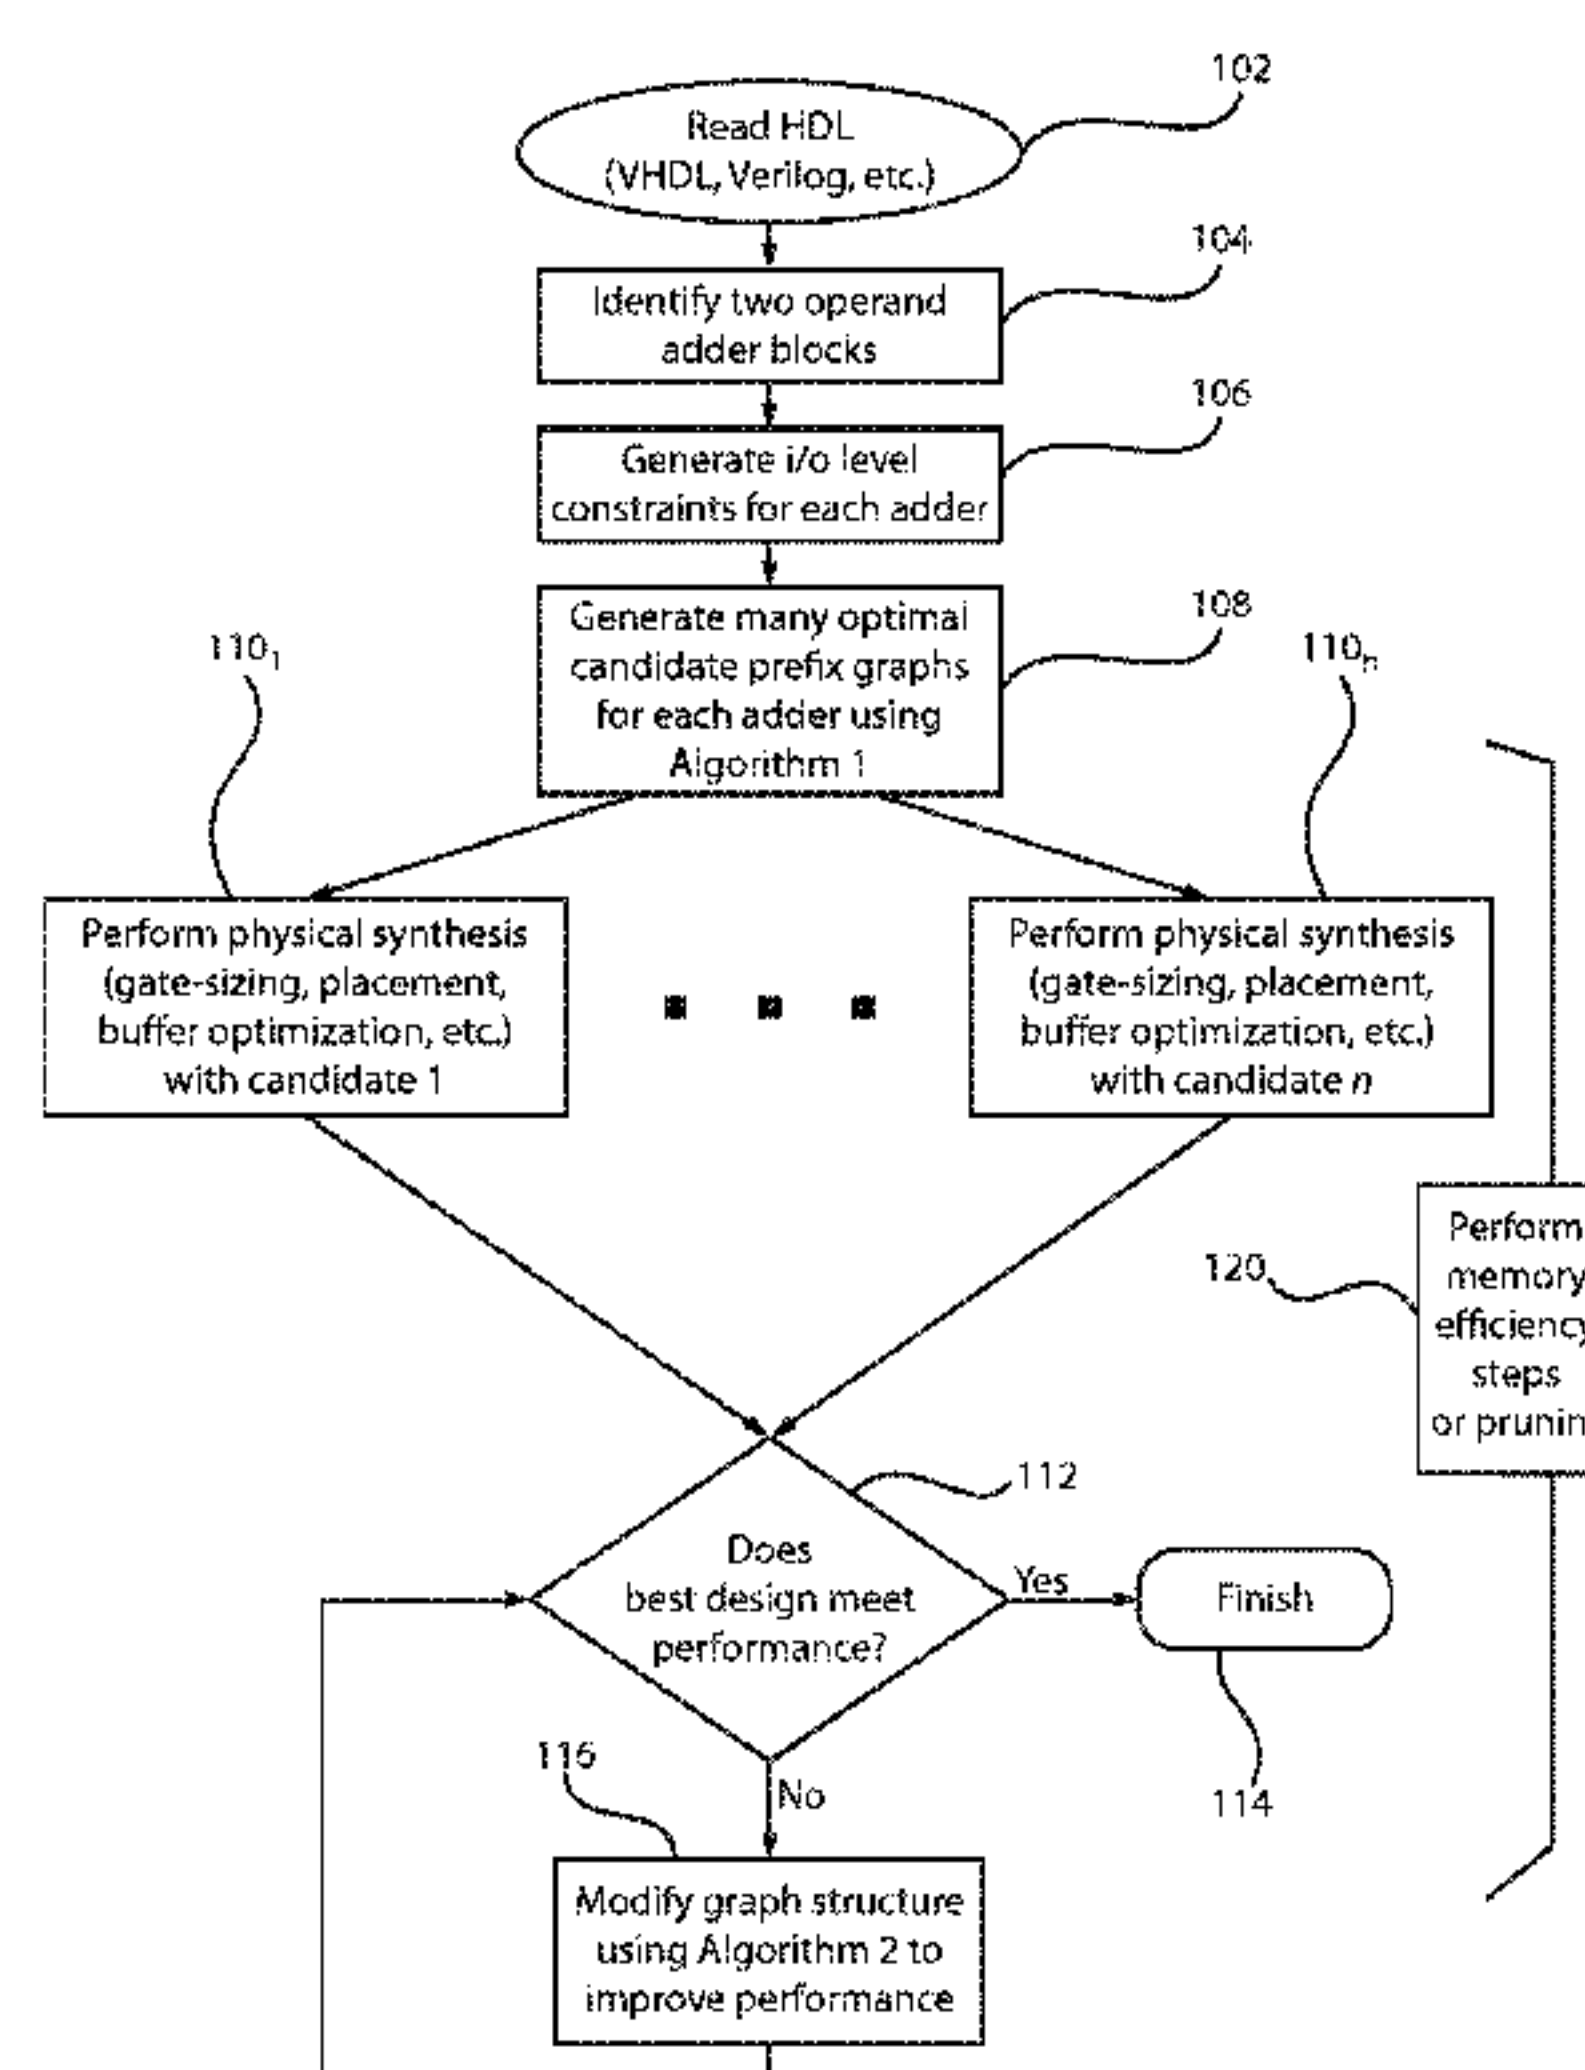 102
Read HDL
(VHDL, Verilog, etc.)
104
Identify two operand
adder blocks
106
Generate i/o level
constraints for each adder
108
Generate many optimal
candidate prefix graphs
for each adder using
Algorithm 1
110₁
110ₙ
Perform physical synthesis
(gate-sizing, placement,
buffer optimization, etc.)
with candidate 1
Perform physical synthesis
(gate-sizing, placement,
buffer optimization, etc.)
with candidate n
120
Perform
memory
efficiency
steps
or prunin
112
Does
best design meet
performance?
Yes
Finish
114
No
116
Modify graph structure
using Algorithm 2 to
improve performance